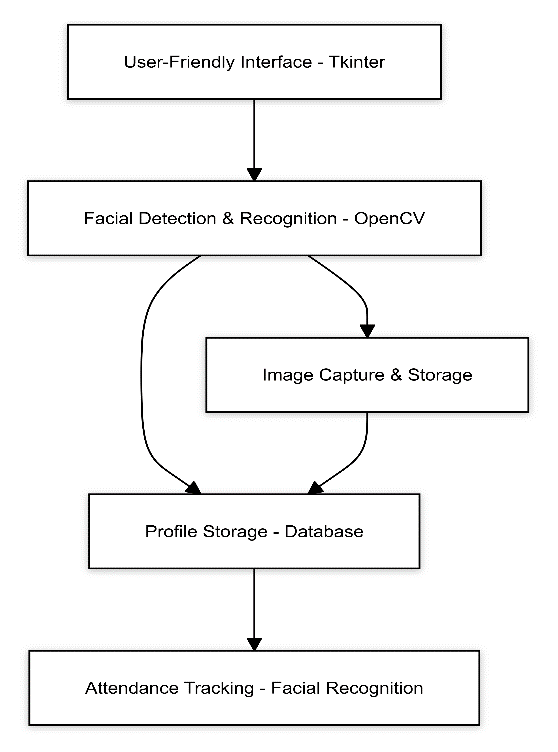 User-Friendly Interface - Tkinter
Facial Detection & Recognition - OpenCV
Image Capture & Storage
Profile Storage - Database
Attendance Tracking - Facial Recognition